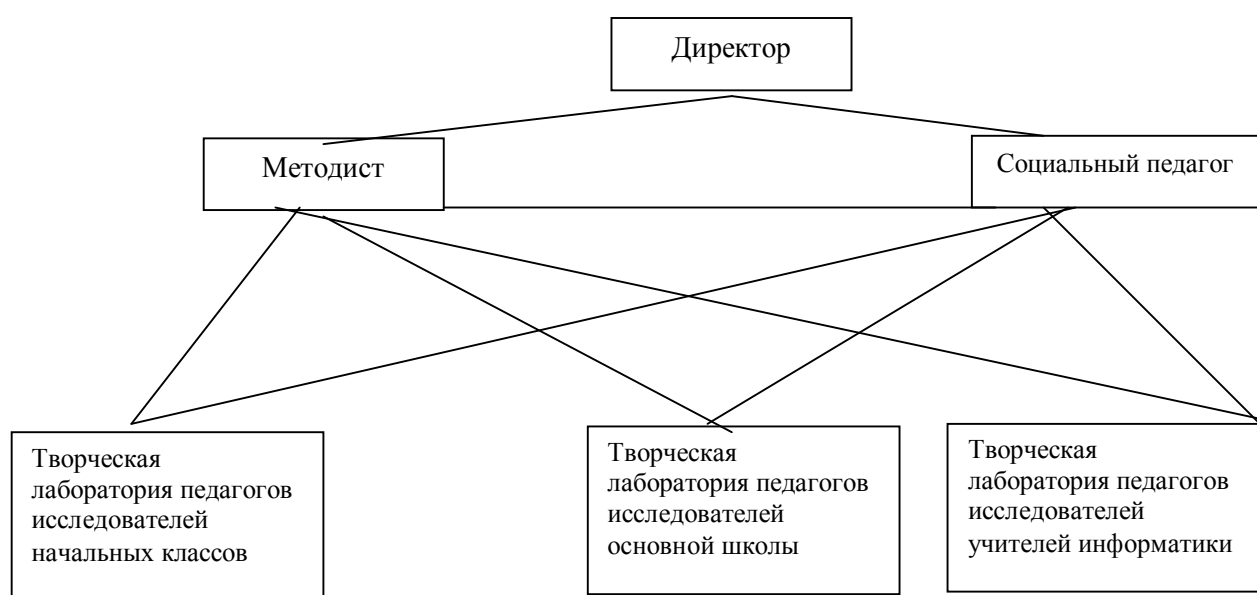 Директор
Методист
Социальный педагог
Творческая
лаборатория педагогов
исследователей
начальных классов
Творческая
лаборатория педагогов
исследователей
основной школы
Творческая
лаборатория педагогов
исследователей
учителей информатики